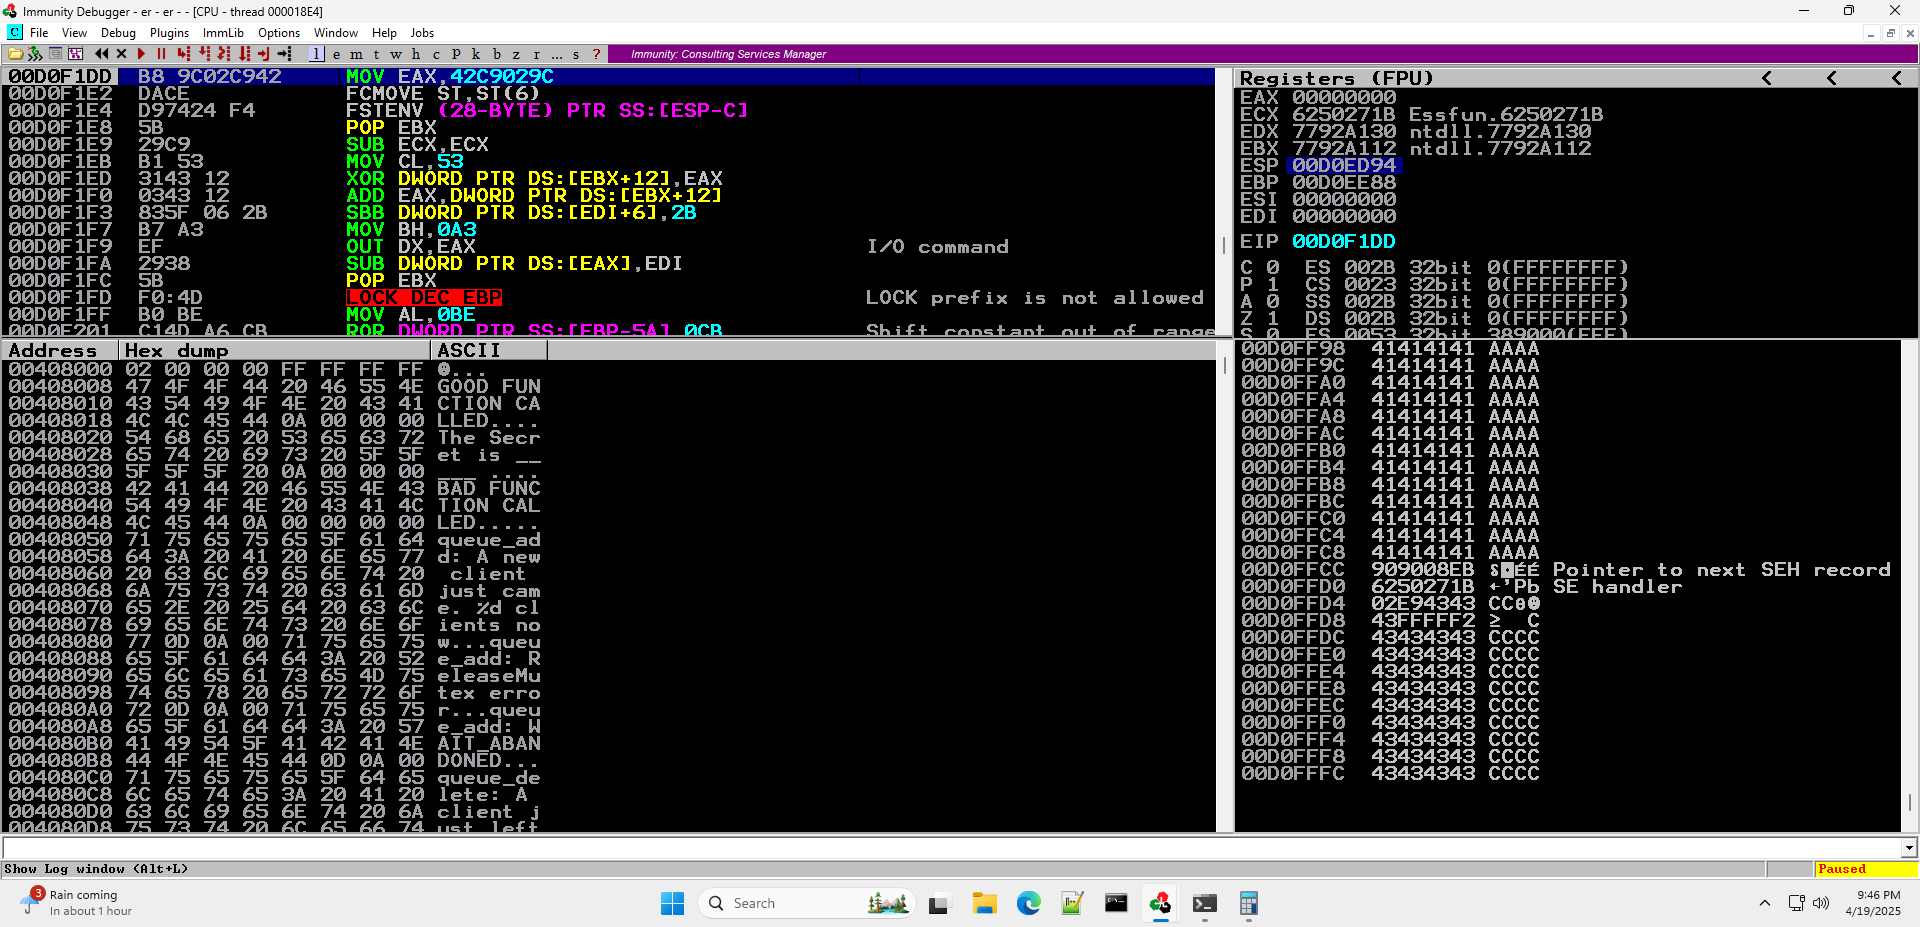 Immunity Debugger - er - er - - [CPU - thread 000018E4]
C File View Debug Plugins ImmLib Options Window Help Jobs
l e m t w h c P k b z r ... s ? Immunity: Consulting Services Manager
00D0F1DD B8 9C02C942 MOV EAX,42C9029C
00D0F1E2 DACE FCMOVE ST,ST(6)
00D0F1E4 D97424 F4 FSTENV (28-BYTE) PTR SS:[ESP-C]
00D0F1E8 5B POP EBX
00D0F1E9 29C9 SUB ECX,ECX
00D0F1EB B1 53 MOV CL,53
00D0F1ED 3143 12 XOR DWORD PTR DS:[EBX+12],EAX
00D0F1F0 0343 12 ADD EAX,DWORD PTR DS:[EBX+12]
00D0F1F3 835F 06 2B SBB DWORD PTR DS:[EDI+6],2B
00D0F1F7 B7 A3 MOV BH,0A3
00D0F1F9 EF OUT DX,EAX I/O command
00D0F1FA 2938 SUB DWORD PTR DS:[EAX],EDI
00D0F1FC 5B POP EBX
00D0F1FD F0:4D LOCK DEC EBP LOCK prefix is not allowed
00D0F1FF B0 BE MOV AL,0BE
00D0F201 C14D A6 CB ROR DWORD PTR SS:[EBP-5A],0CB Shift constant out of range
Registers (FPU) < < <
EAX 00000000
ECX 6250271B Essfun.6250271B
EDX 7792A130 ntdll.7792A130
EBX 7792A112 ntdll.7792A112
ESP 00D0ED94
EBP 00D0EE88
ESI 00000000
EDI 00000000
EIP 00D0F1DD
C 0 ES 002B 32bit 0(FFFFFFFF)
P 1 CS 0023 32bit 0(FFFFFFFF)
A 0 SS 002B 32bit 0(FFFFFFFF)
Z 1 DS 002B 32bit 0(FFFFFFFF)
S 0 FS 0053 32bit 389000(FFF)
Address Hex dump ASCII
00408000 02 00 00 00 FF FF FF FF ☻...
00408008 47 4F 4F 44 20 46 55 4E GOOD FUN
00408010 43 54 49 4F 4E 20 43 41 CTION CA
00408018 4C 4C 45 44 0A 00 00 00 LLED....
00408020 54 68 65 20 53 65 63 72 The Secr
00408028 65 74 20 69 73 20 5F 5F et is __
00408030 5F 5F 5F 20 0A 00 00 00 ___ ....
00408038 42 41 44 20 46 55 4E 43 BAD FUNC
00408040 54 49 4F 4E 20 43 41 4C TION CAL
00408048 4C 45 44 0A 00 00 00 00 LED.....
00408050 71 75 65 75 65 5F 61 64 queue_ad
00408058 64 3A 20 41 20 6E 65 77 d: A new
00408060 20 63 6C 69 65 6E 74 20 client
00408068 6A 75 73 74 20 63 61 6D just cam
00408070 65 2E 20 25 64 20 63 6C e. %d cl
00408078 69 65 6E 74 73 20 6E 6F ients no
00408080 77 0D 0A 00 71 75 65 75 w...queu
00408088 65 5F 61 64 64 3A 20 52 e_add: R
00408090 65 6C 65 61 73 65 4D 75 eleaseMu
00408098 74 65 78 20 65 72 72 6F tex erro
004080A0 72 0D 0A 00 71 75 65 75 r...queu
004080A8 65 5F 61 64 64 3A 20 57 e_add: W
004080B0 41 49 54 5F 41 42 41 4E AIT_ABAN
004080B8 44 4F 4E 45 44 0D 0A 00 DONED...
004080C0 71 75 65 75 65 5F 64 65 queue_de
004080C8 6C 65 74 65 3A 20 41 20 lete: A
004080D0 63 6C 69 65 6E 74 20 6A client j
004080D8 75 73 74 20 6C 65 66 74 ust left
00D0FF98 41414141 AAAA
00D0FF9C 41414141 AAAA
00D0FFA0 41414141 AAAA
00D0FFA4 41414141 AAAA
00D0FFA8 41414141 AAAA
00D0FFAC 41414141 AAAA
00D0FFB0 41414141 AAAA
00D0FFB4 41414141 AAAA
00D0FFB8 41414141 AAAA
00D0FFBC 41414141 AAAA
00D0FFC0 41414141 AAAA
00D0FFC4 41414141 AAAA
00D0FFC8 41414141 AAAA
00D0FFCC 909008EB δ◘ÉÉ Pointer to next SEH record
00D0FFD0 6250271B ←'Pb SE handler
00D0FFD4 02E94343 CCθ☻
00D0FFD8 43FFFFF2 ≥ C
00D0FFDC 43434343 CCCC
00D0FFE0 43434343 CCCC
00D0FFE4 43434343 CCCC
00D0FFE8 43434343 CCCC
00D0FFEC 43434343 CCCC
00D0FFF0 43434343 CCCC
00D0FFF4 43434343 CCCC
00D0FFF8 43434343 CCCC
00D0FFFC 43434343 CCCC
Show Log window (Alt+L) Paused
3 Rain coming
In about 1 hour
Search
9:46 PM
4/19/2025